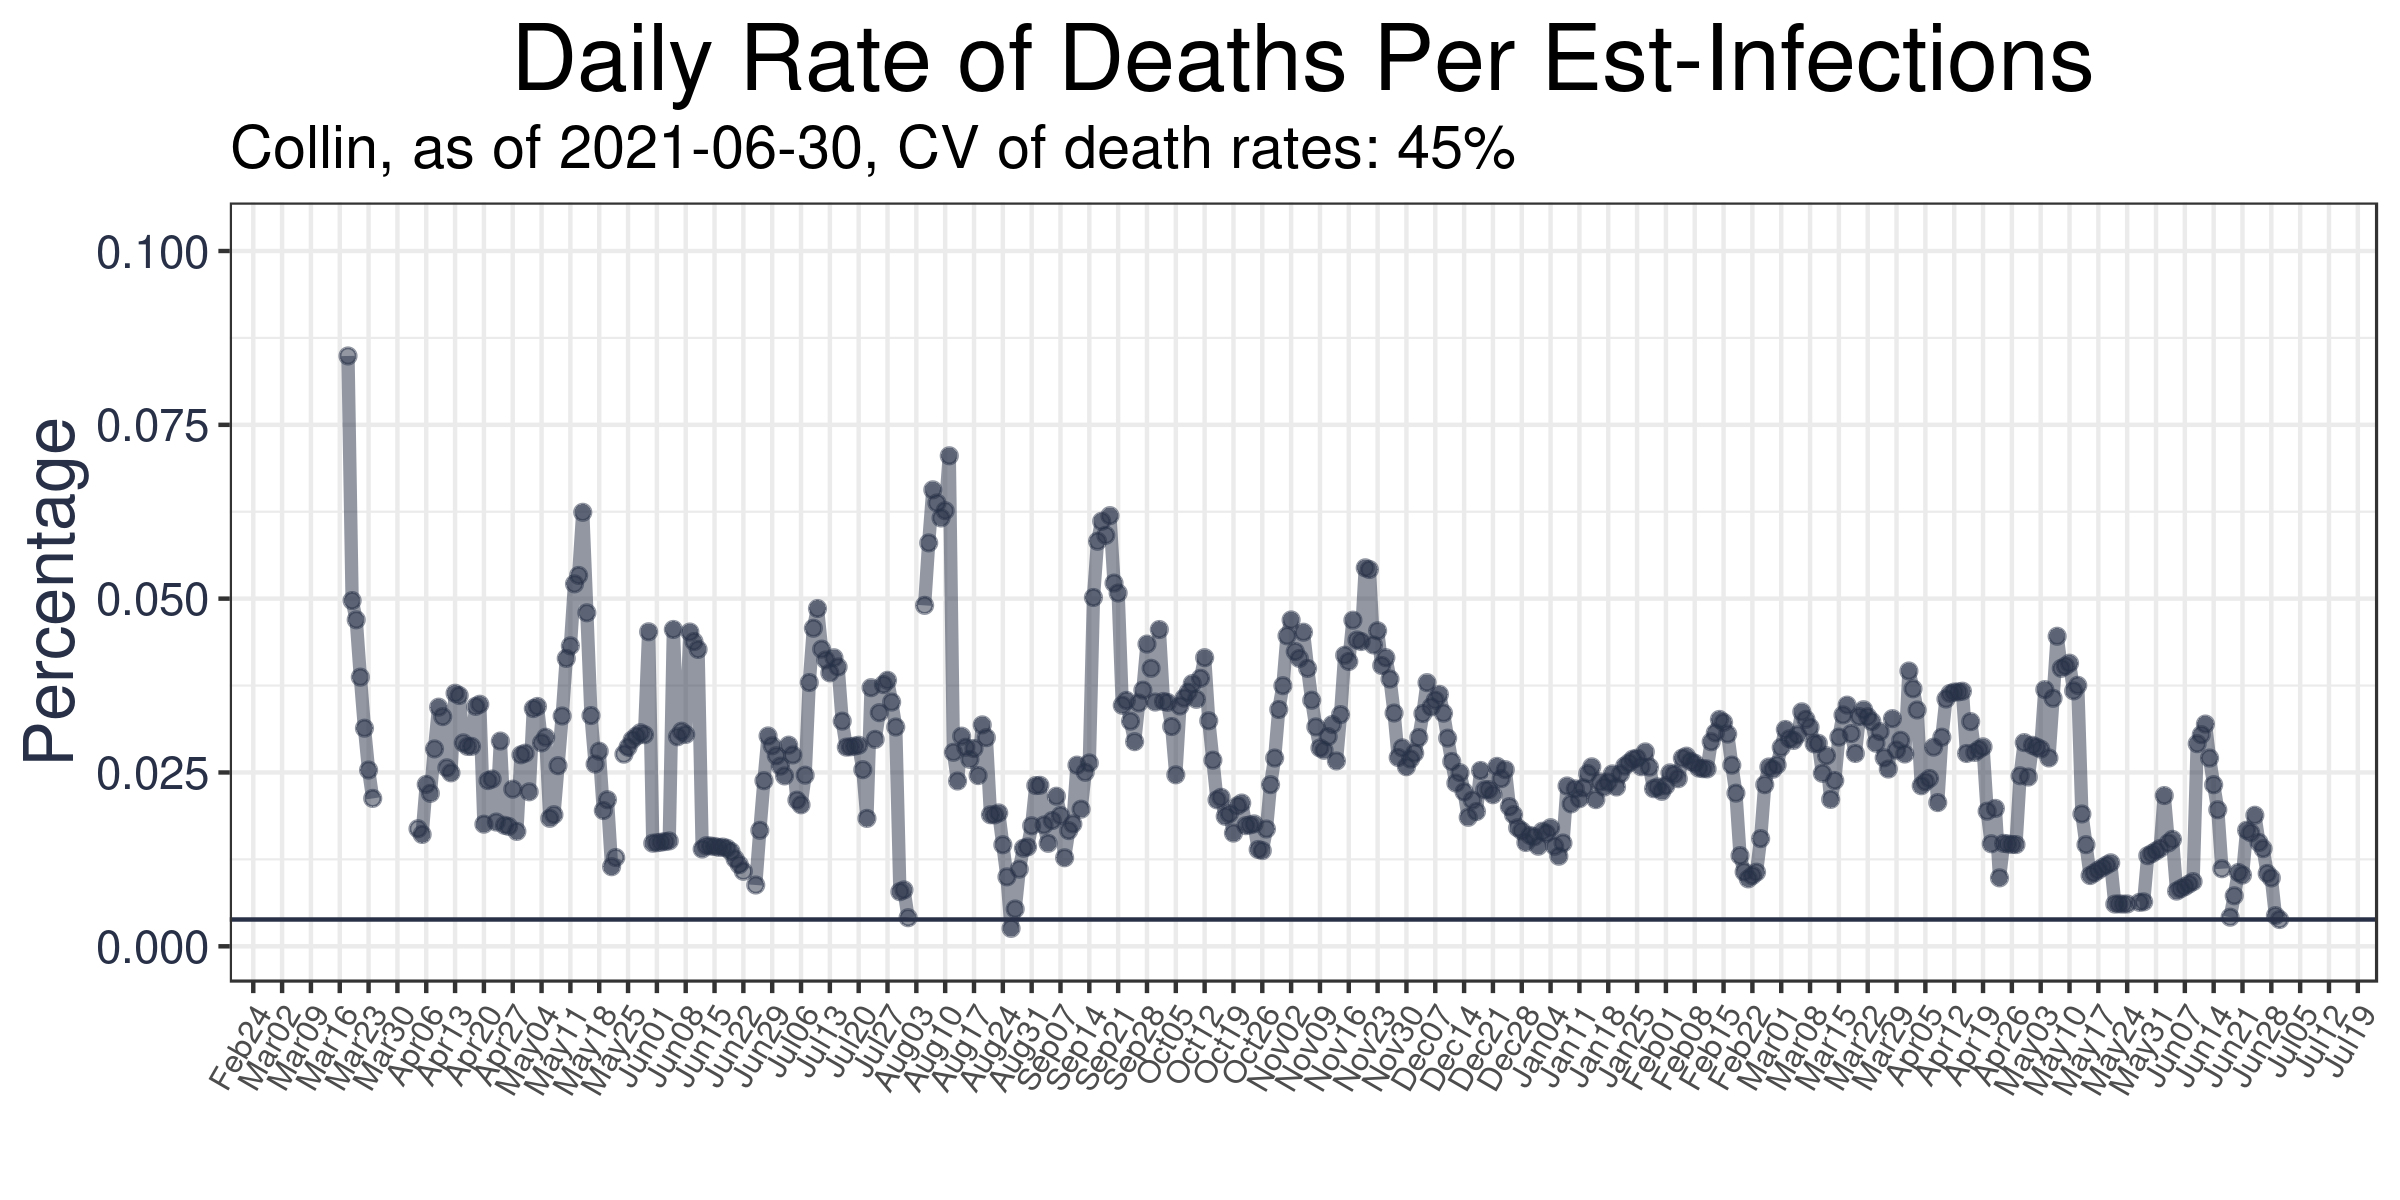 Daily Rate of Deaths Per Est-Infections
Collin, as of 2021-06-30, CV of death rates: 45%
Percentage
0.100
0.075
0.050
0.025
0.000
Feb24 Mar02 Mar09 Mar16 Mar23 Mar30 Apr06 Apr13 Apr20 Apr27 May04 May11 May18 May25 Jun01 Jun08 Jun15 Jun22 Jun29 Jul06 Jul13 Jul20 Jul27 Aug03 Aug10 Aug17 Aug24 Aug31 Sep07 Sep14 Sep21 Sep28 Oct05 Oct12 Oct19 Oct26 Nov02 Nov09 Nov16 Nov23 Nov30 Dec07 Dec14 Dec21 Dec28 Jan04 Jan11 Jan18 Jan25 Feb01 Feb08 Feb15 Feb22 Mar01 Mar08 Mar15 Mar22 Mar29 Apr05 Apr12 Apr19 Apr26 May03 May10 May17 May24 May31 Jun07 Jun14 Jun21 Jun28 Jul05 Jul12 Jul19